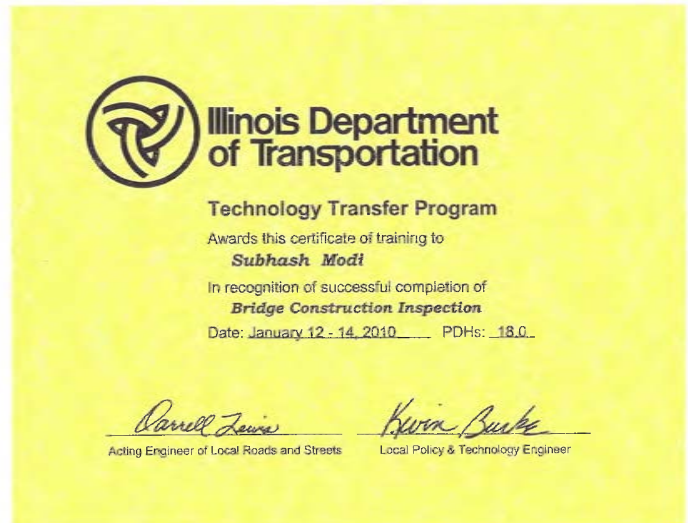 Illinois Department
of Transportation
Technology Transfer Program
Awards this certificate of training to
Subhash Modi
In recognition of successful completion of
Bridge Construction Inspection
Date: January 12 - 14, 2010 PDHs: 18.0
Darrell Lewis Kevin Burke
Acting Engineer of Local Roads and Streets Local Policy & Technology Engineer